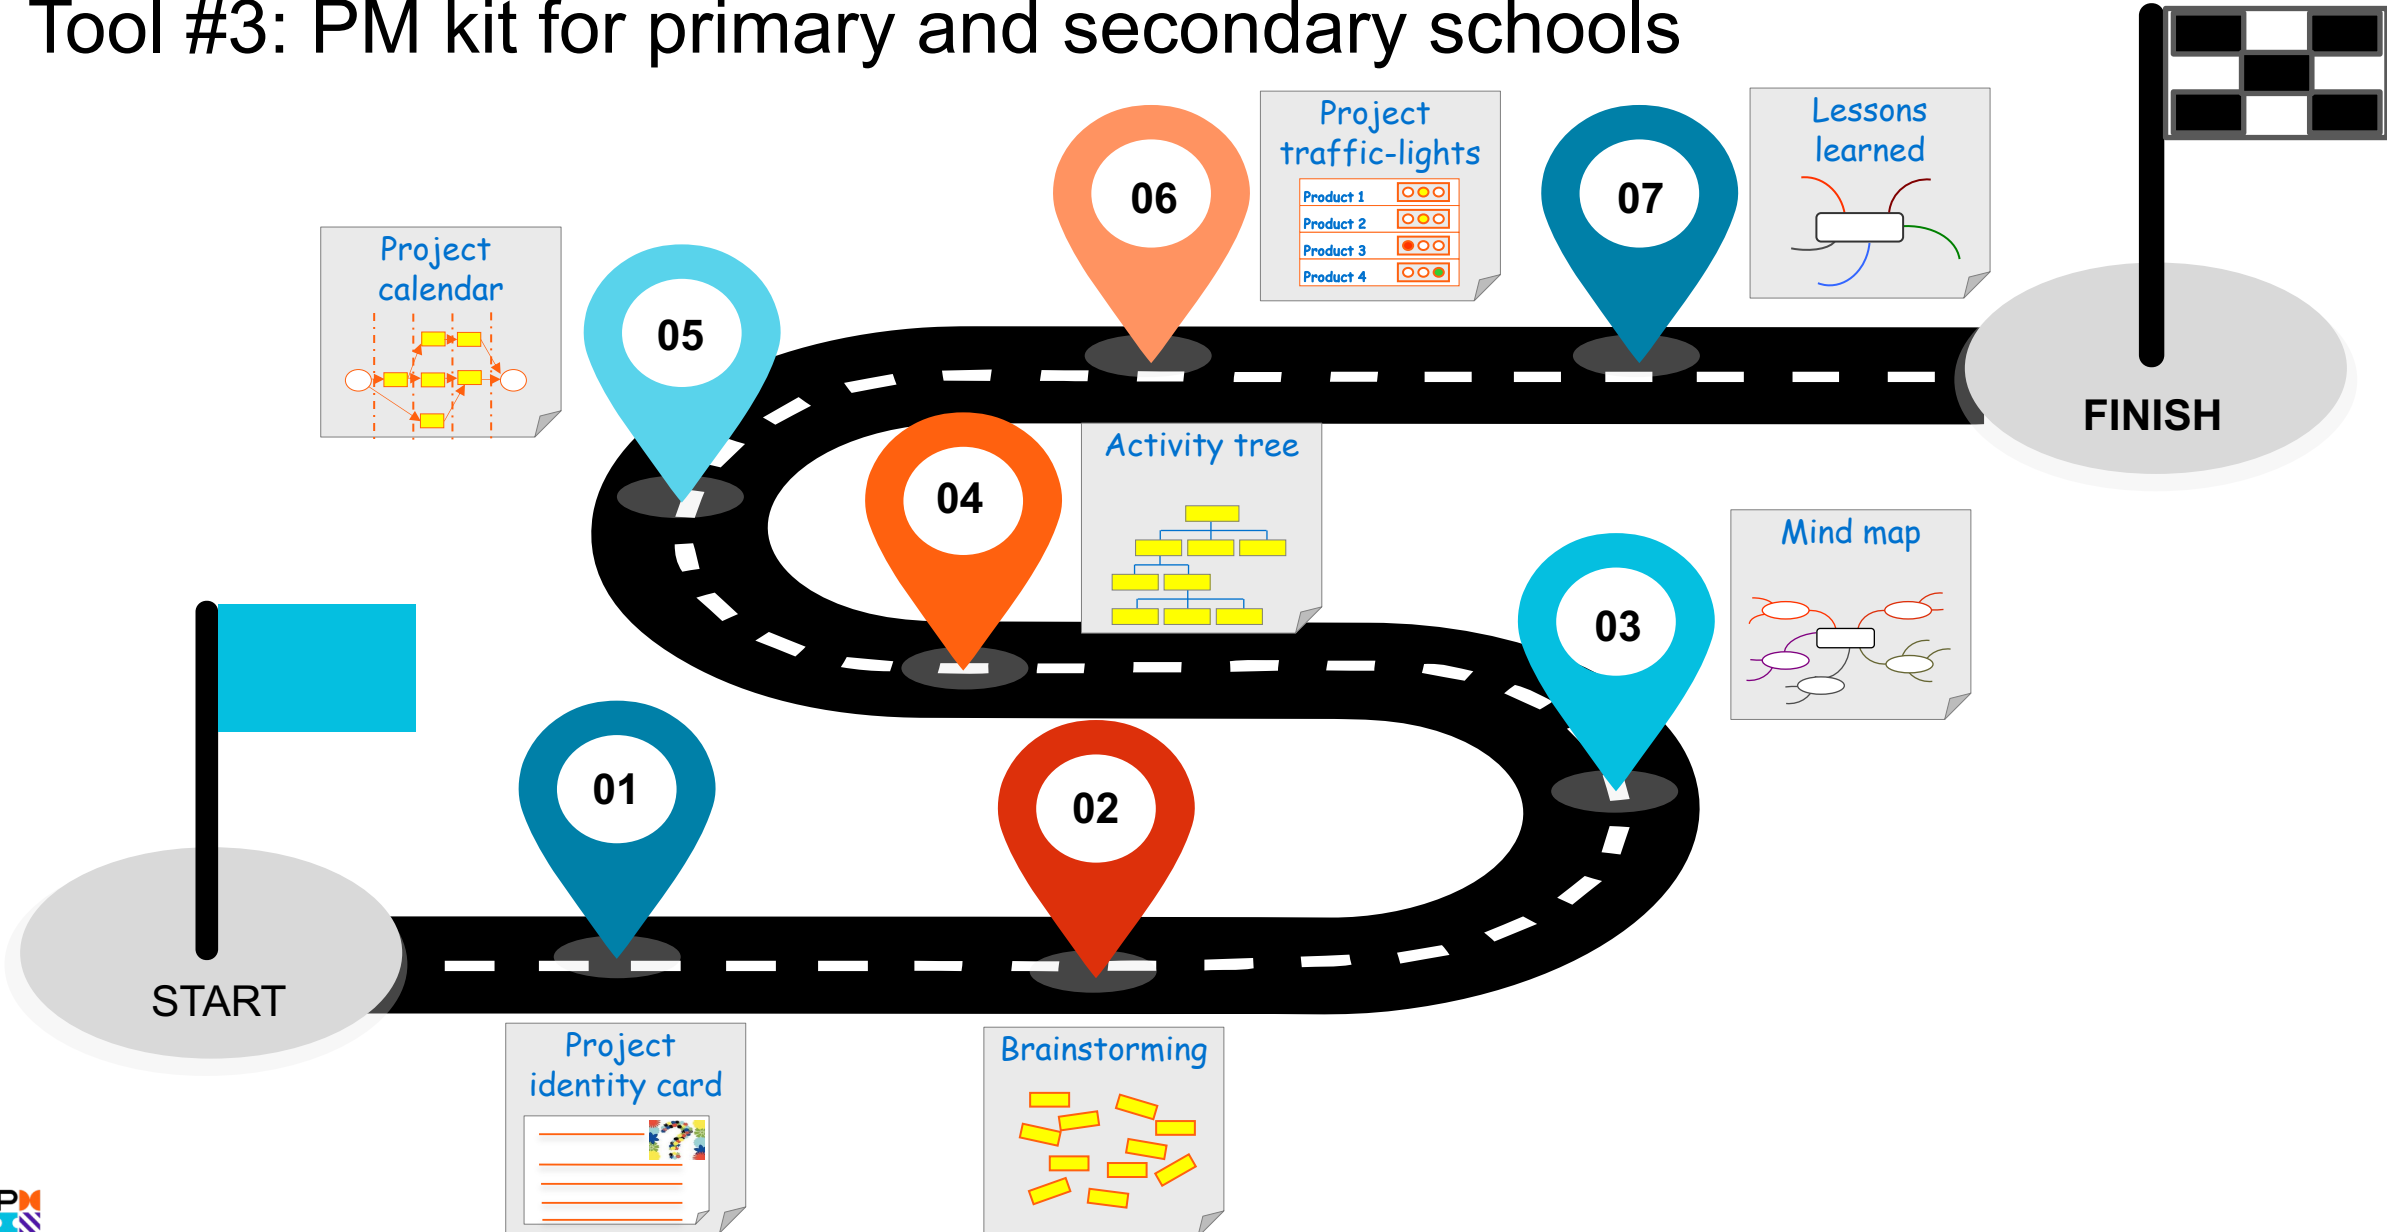 Tool #3: PM kit for primary and secondary schools
06
Project
traffic-lights
Product 1
Product 2
Product 3
Product 4
07
Lessons
learned
Project
calendar
05
FINISH
04
Activity tree
03
Mind map
01
02
START
Project
identity card
?
Brainstorming
P